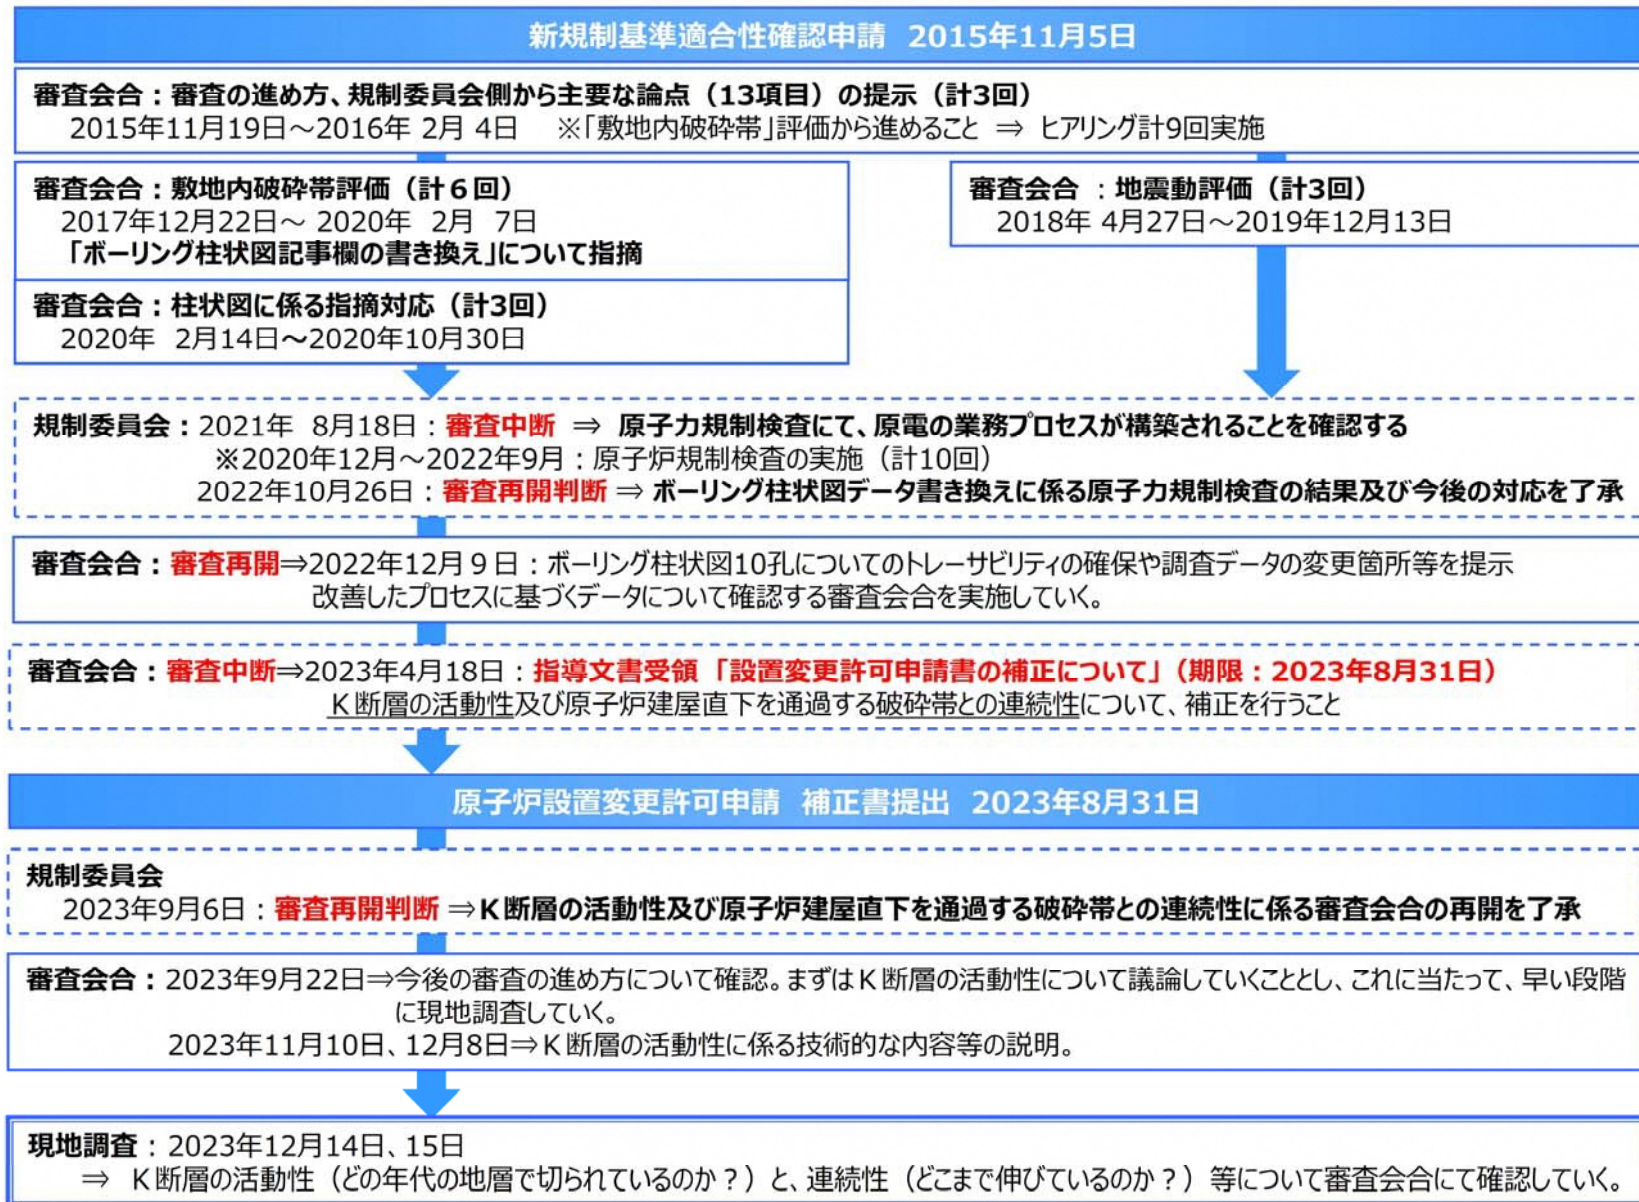 新規制基準適合性確認申請 2015年11月5日
審査会合：審査の進め方、規制委員会側から主要な論点（13項目）の提示（計3回）
2015年11月19日～2016年 2月 4日 ※「敷地内破砕帯」評価から進めること ⇒ ヒアリング計9回実施
審査会合：敷地内破砕帯評価（計６回）
2017年12月22日～ 2020年 2月 7日
「ボーリング柱状図記事欄の書き換え」について指摘
審査会合：柱状図に係る指摘対応（計3回）
2020年 2月14日～2020年10月30日
審査会合 ：地震動評価（計3回）
2018年 4月27日～2019年12月13日
規制委員会：2021年 8月18日：審査中断 ⇒ 原子力規制検査にて、原電の業務プロセスが構築されることを確認する
※2020年12月～2022年9月：原子炉規制検査の実施（計10回）
2022年10月26日：審査再開判断 ⇒ ボーリング柱状図データ書き換えに係る原子力規制検査の結果及び今後の対応を了承
審査会合：審査再開⇒2022年12月９日：ボーリング柱状図10孔についてのトレーサビリティの確保や調査データの変更箇所等を提示
改善したプロセスに基づくデータについて確認する審査会合を実施していく。
審査会合：審査中断⇒2023年4月18日：指導文書受領 「設置変更許可申請書の補正について」（期限：2023年8月31日）
Ｋ断層の活動性及び原子炉建屋直下を通過する破砕帯との連続性について、補正を行うこと
原子炉設置変更許可申請 補正書提出 2023年8月31日
規制委員会
2023年9月6日：審査再開判断 ⇒Ｋ断層の活動性及び原子炉建屋直下を通過する破砕帯との連続性に係る審査会合の再開を了承
審査会合：2023年9月22日⇒今後の審査の進め方について確認。まずはＫ断層の活動性について議論していくこととし、これに当たって、早い段階
に現地調査していく。
2023年11月10日、12月8日⇒Ｋ断層の活動性に係る技術的な内容等の説明。
現地調査：2023年12月14日、15日
⇒ Ｋ断層の活動性（どの年代の地層で切られているのか？）と、連続性（どこまで伸びているのか？）等について審査会合にて確認していく。